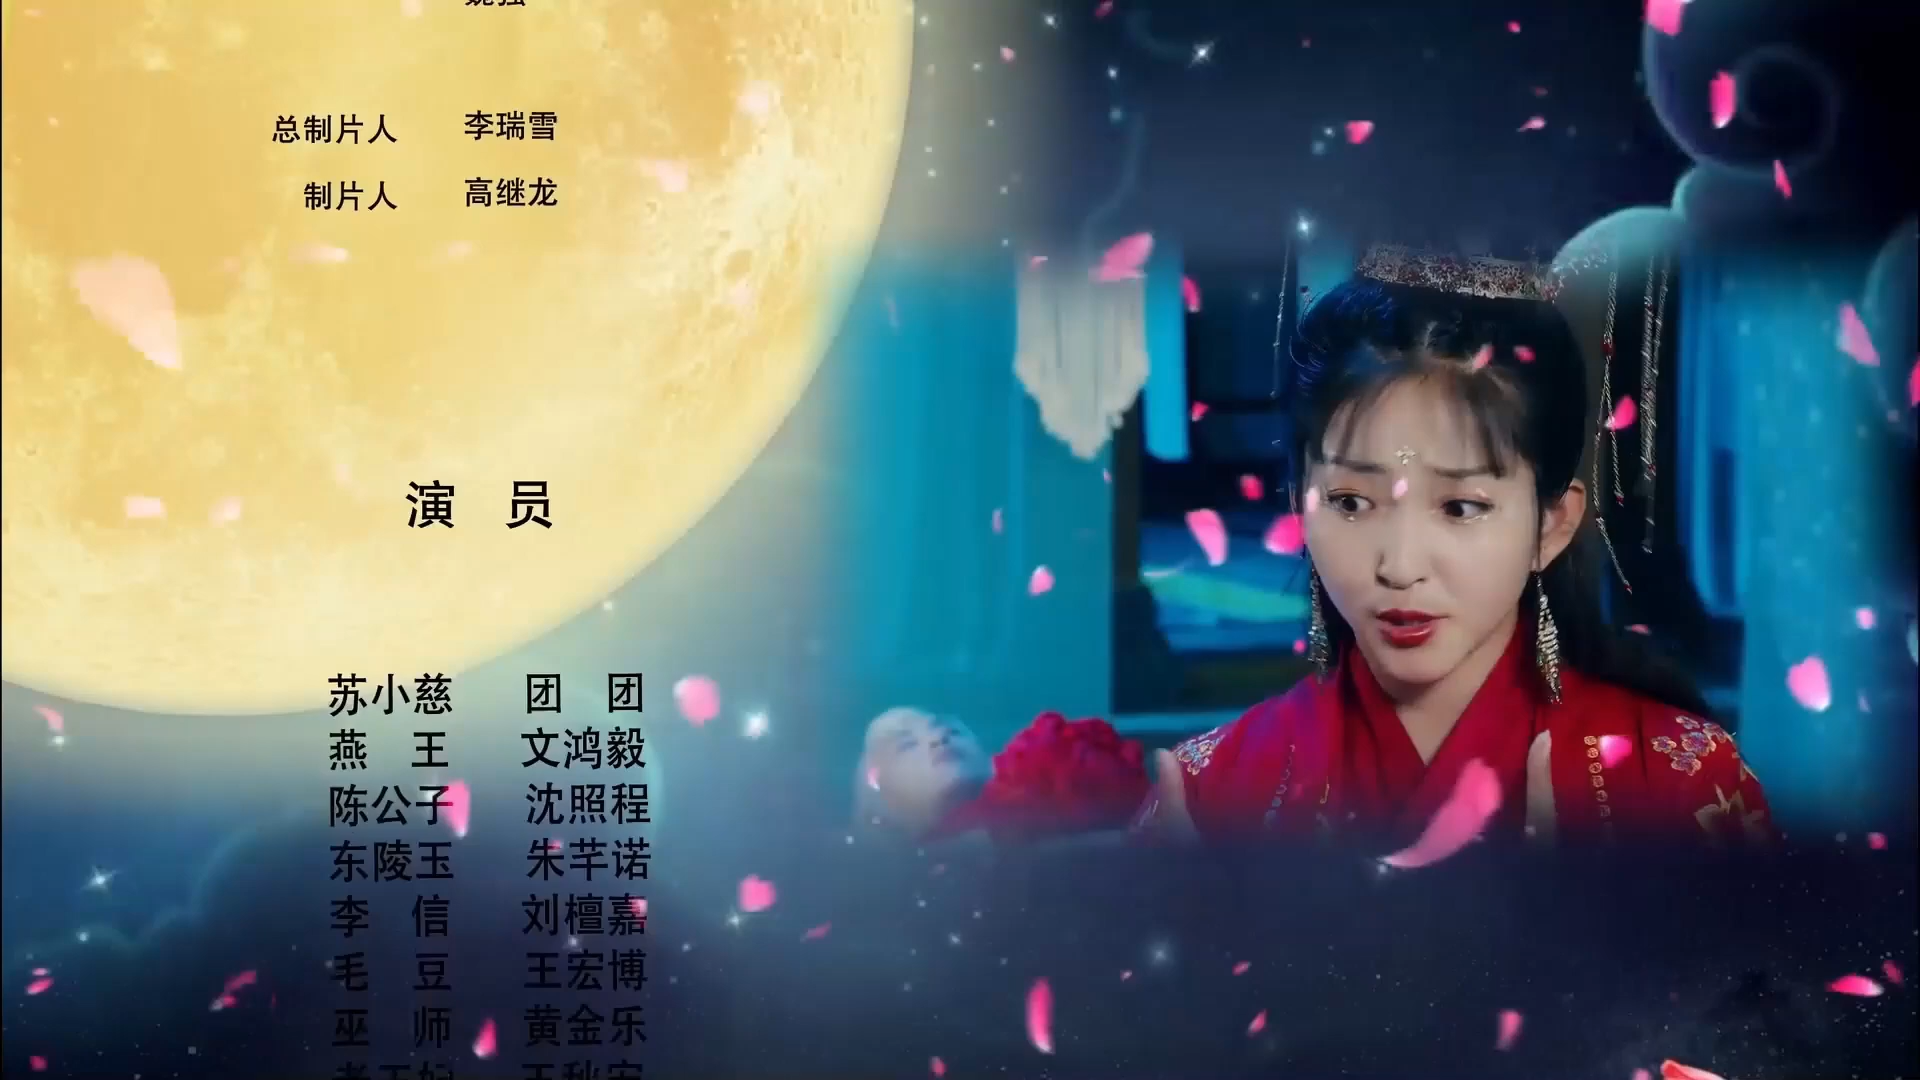 总制片人 李瑞雪
制片人 高继龙
演 员
苏小慈 团 团
燕 王 文鸿毅
陈公子 沈照程
东陵玉 朱芊诺
李 信 刘檀嘉
毛 豆 王宏博
巫 师 黄金乐